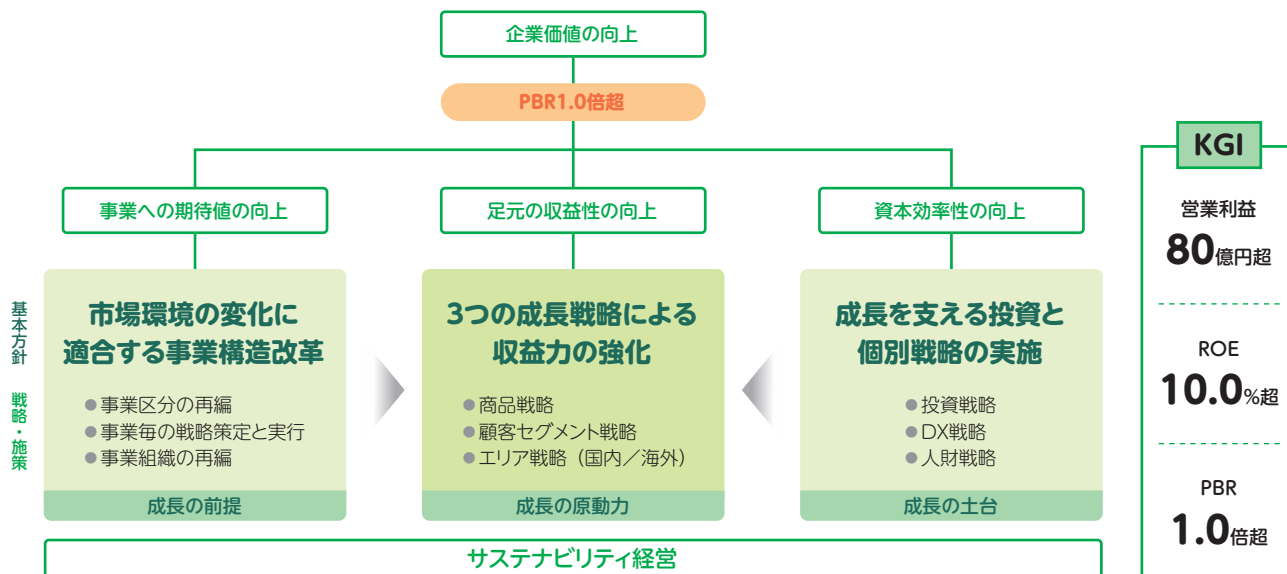 企業価値の向上
PBR1.0倍超
事業への期待値の向上
足元の収益性の向上
資本効率性の向上
基本方針
戦略・施策
市場環境の変化に
適合する事業構造改革
●事業区分の再編
●事業毎の戦略策定と実行
●事業組織の再編
成長の前提
3つの成長戦略による
収益力の強化
●商品戦略
●顧客セグメント戦略
●エリア戦略（国内／海外）
成長の原動力
成長を支える投資と
個別戦略の実施
●投資戦略
●DX戦略
●人財戦略
成長の土台
サステナビリティ経営
KGI
営業利益
80億円超
ROE
10.0%超
PBR
1.0倍超